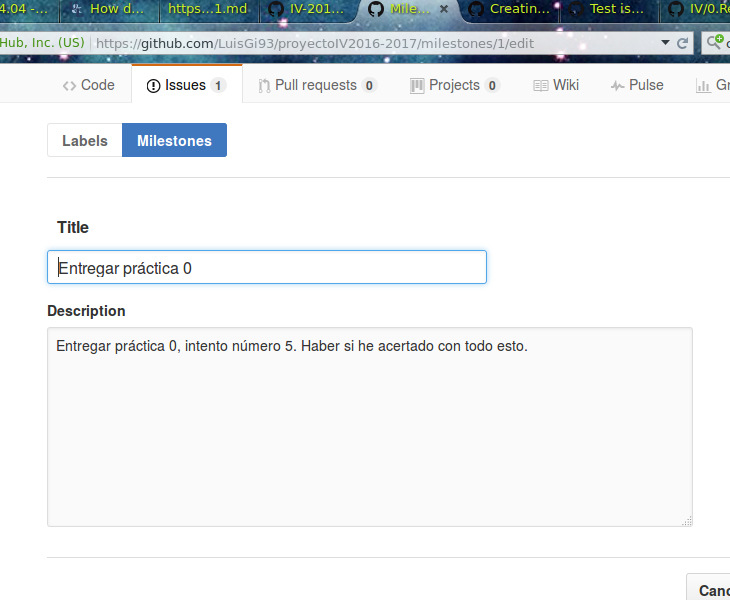 4.04 -... How d... https...1.md IV-201... Mile... Creatin... Test is... IV/0.Re
Hub, Inc. (US) https://github.com/LuisGi93/proyectoIV2016-2017/milestones/1/edit
Code Issues 1 Pull requests 0 Projects 0 Wiki Pulse Gr
Labels Milestones
Title
Entregar práctica 0
Description
Entregar práctica 0, intento número 5. Haber si he acertado con todo esto.
Canc